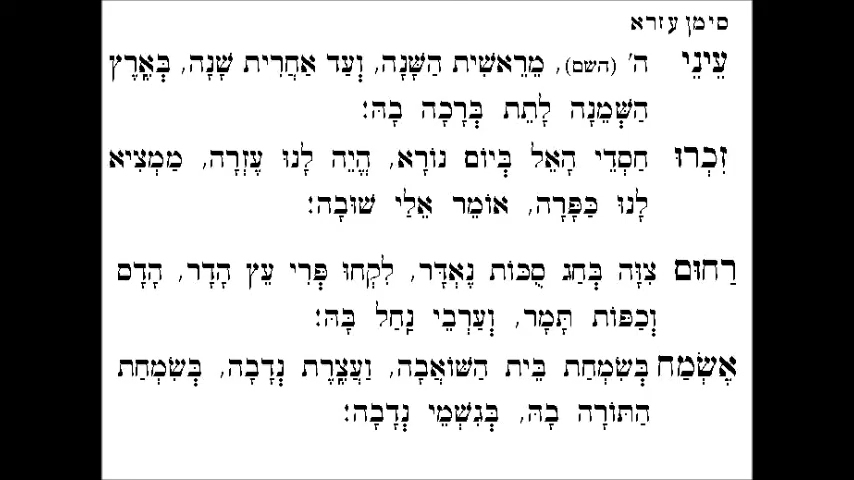 סימן עזרא
עֵינֵי ה' (השם), מֵרֵאשִׁית הַשָּׁנָה, וְעַד אַחֲרִית שָׁנָה, בְּאֶרֶץ
הַשְּׁמֵנָה לָתֵת בְּרָכָה בָהּ:
זִכְרוּ חַסְדֵי הָאֵל בְּיוֹם נוֹרָא, הֱיֵה לָנוּ עֶזְרָה, מַמְצִיא
לָנוּ כַּפָּרָה, אוֹמֵר אֵלַי שׁוּבָה:
רַחוּם צִוָּה בְּחַג סֻכּוֹת נֶאְדָּר, לִקְחוּ פְּרִי עֵץ הָדָר, הָדָס
וְכַפּוֹת תָּמָר, וְעַרְבֵי נַחַל בָּהּ:
אֶשְׂמַח בְּשִׂמְחַת בֵּית הַשּׁוֹאֲבָה, וַעֲצֶרֶת נְדָבָה, בְּשִׂמְחַת
הַתּוֹרָה בָהּ, בְּגִשְׁמֵי נְדָבָה: